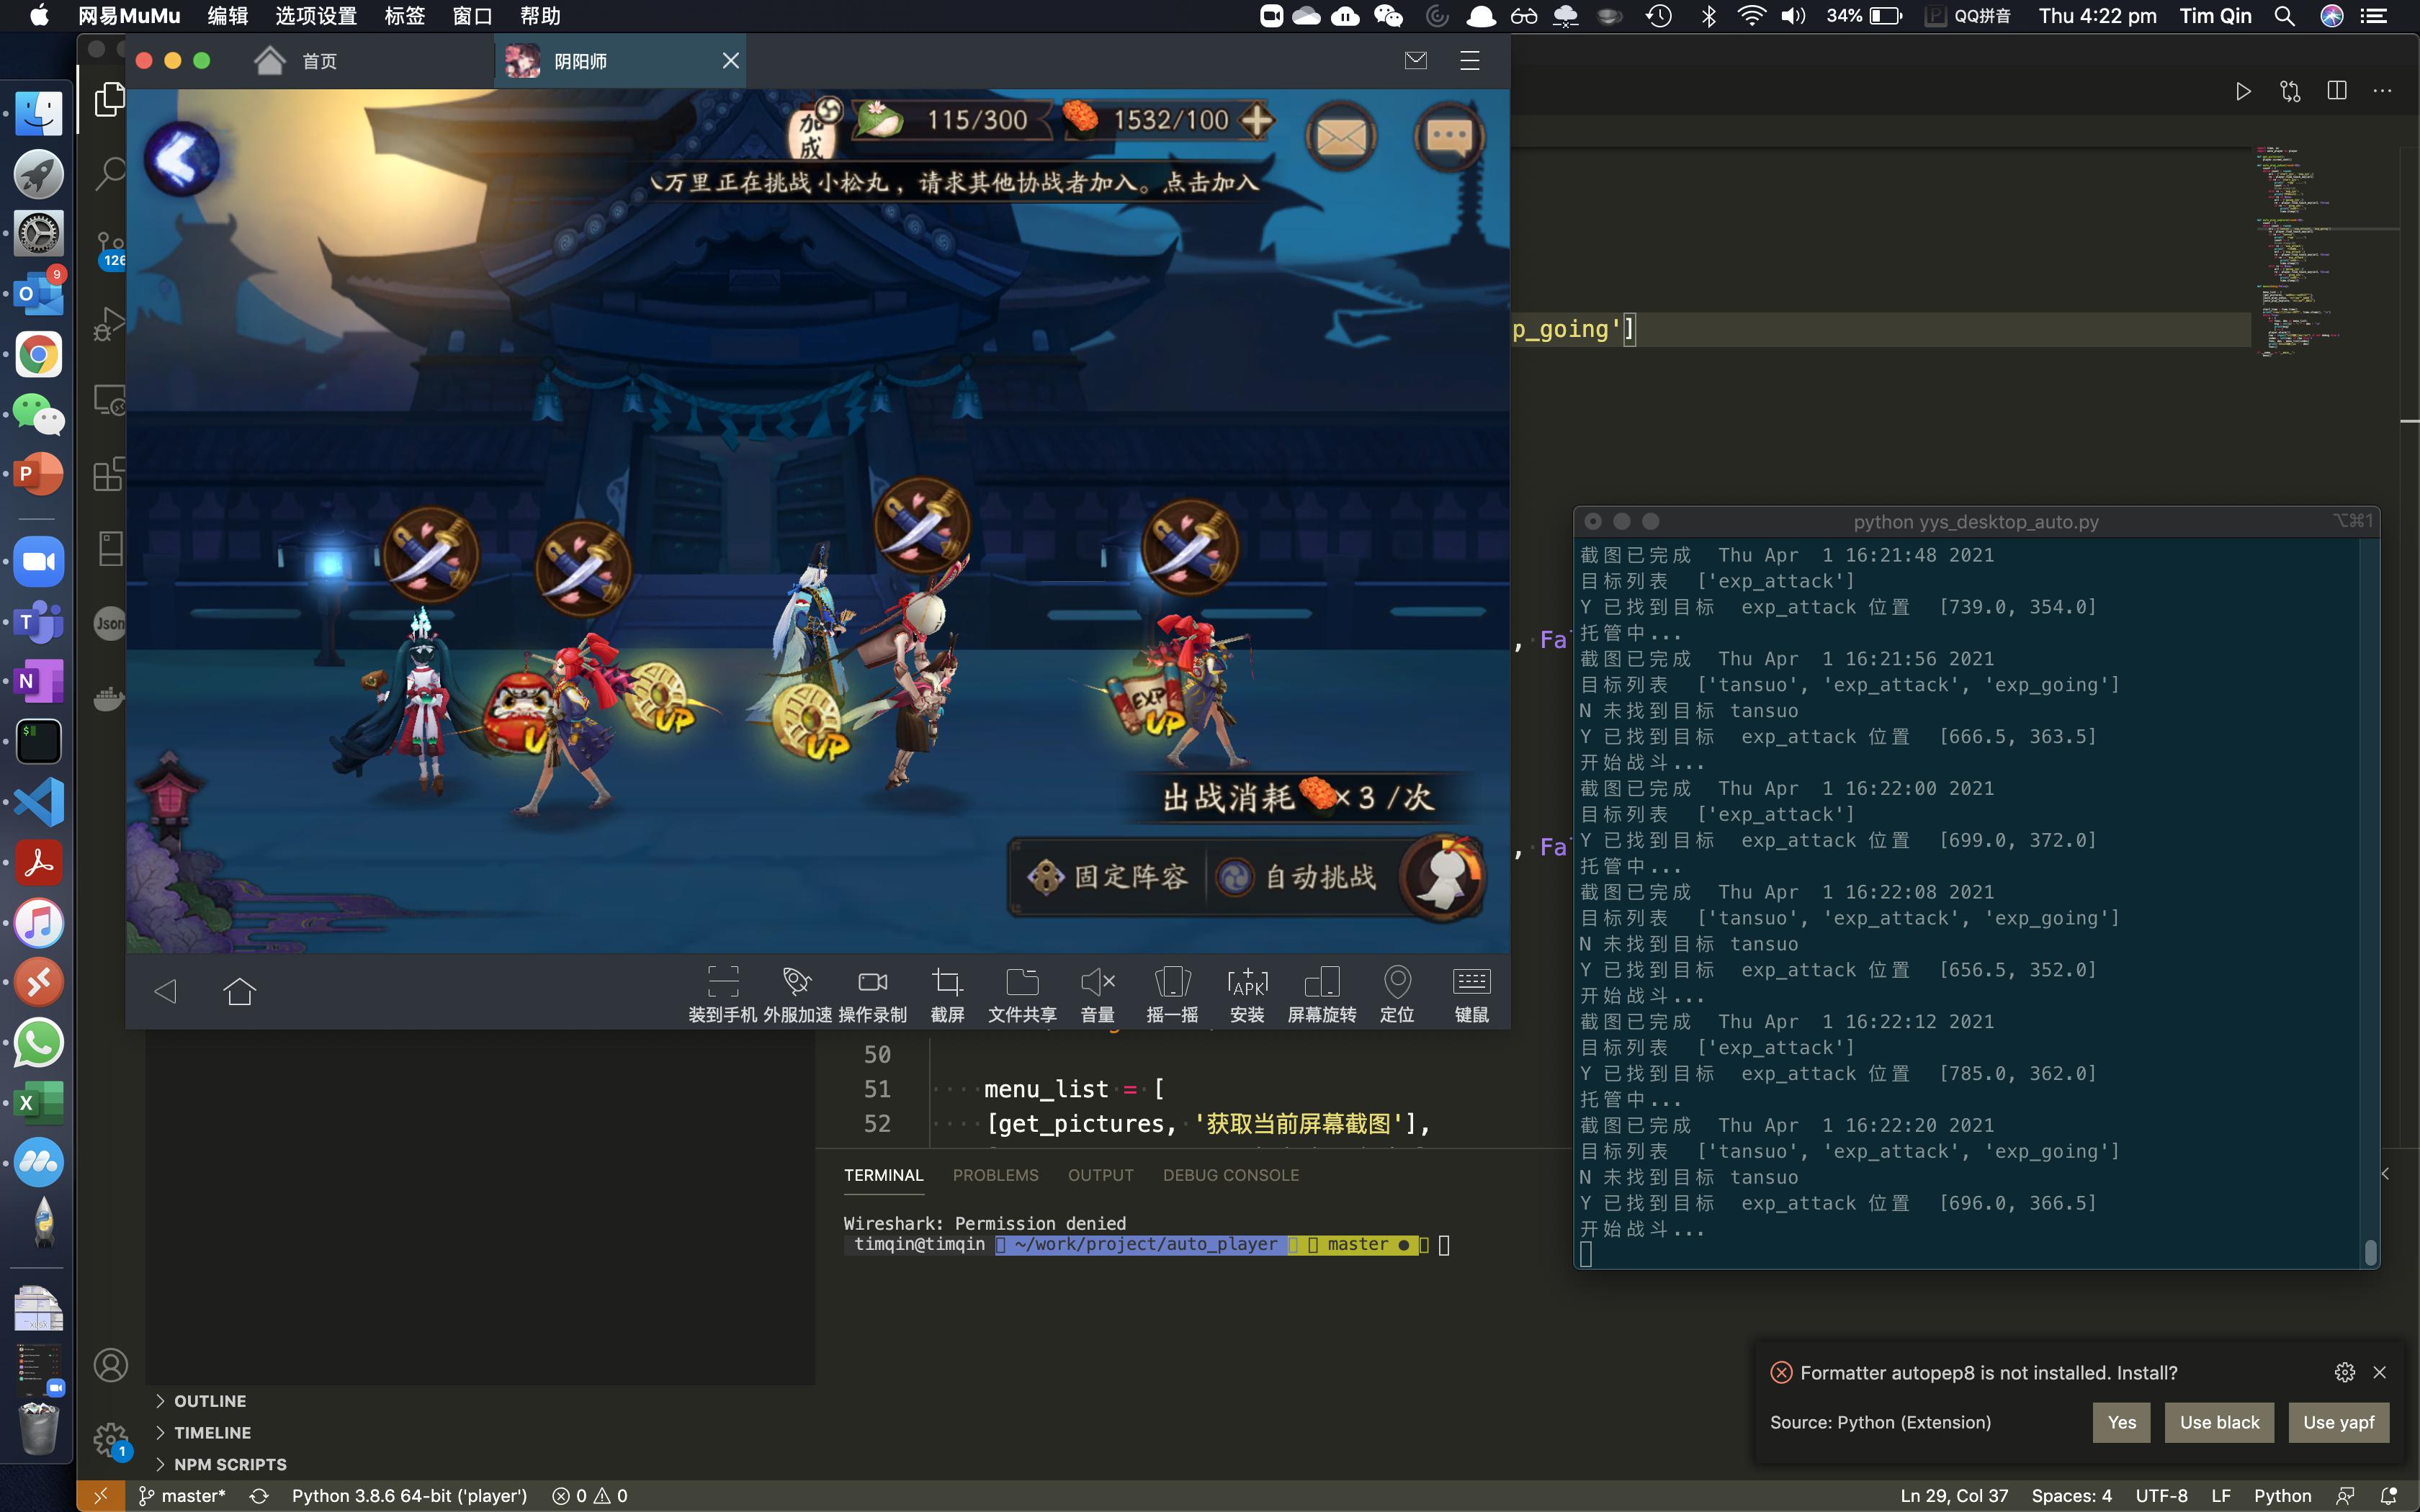 网易MuMu 编辑 选项设置 标签 窗口 帮助
34% QQ拼音 Thu 4:22 pm Tim Qin
首页
阴阳师
加成
115/300
1532/100
万里正在挑战 小松丸，请求其他协战者加入。点击加入
UP
UP
EXP
UP
出战消耗 × 3 /次
固定阵容
自动挑战
装到手机 外服加速 操作录制 截屏 文件共享 音量 摇一摇 安装 屏幕旋转 定位 键鼠
APK
9
126
Json
1
p_going']
, Fa
, Fa
50
51 menu_list = [
52 [get_pictures, '获取当前屏幕截图'],
TERMINAL PROBLEMS OUTPUT DEBUG CONSOLE
Wireshark: Permission denied
timqin@timqin ~/work/project/auto_player master ●
python yys_desktop_auto.py
⌥⌘1
截图已完成 Thu Apr 1 16:21:48 2021
目标列表 ['exp_attack']
Y 已找到目标 exp_attack 位置 [739.0, 354.0]
托管中...
截图已完成 Thu Apr 1 16:21:56 2021
目标列表 ['tansuo', 'exp_attack', 'exp_going']
N 未找到目标 tansuo
Y 已找到目标 exp_attack 位置 [666.5, 363.5]
开始战斗...
截图已完成 Thu Apr 1 16:22:00 2021
目标列表 ['exp_attack']
Y 已找到目标 exp_attack 位置 [699.0, 372.0]
托管中...
截图已完成 Thu Apr 1 16:22:08 2021
目标列表 ['tansuo', 'exp_attack', 'exp_going']
N 未找到目标 tansuo
Y 已找到目标 exp_attack 位置 [656.5, 352.0]
开始战斗...
截图已完成 Thu Apr 1 16:22:12 2021
目标列表 ['exp_attack']
Y 已找到目标 exp_attack 位置 [785.0, 362.0]
托管中...
截图已完成 Thu Apr 1 16:22:20 2021
目标列表 ['tansuo', 'exp_attack', 'exp_going']
N 未找到目标 tansuo
Y 已找到目标 exp_attack 位置 [696.0, 366.5]
开始战斗...
OUTLINE
TIMELINE
NPM SCRIPTS
Formatter autopep8 is not installed. Install?
Source: Python (Extension)
Yes
Use black
Use yapf
master* Python 3.8.6 64-bit ('player') 0 0
Ln 29, Col 37 Spaces: 4 UTF-8 LF Python